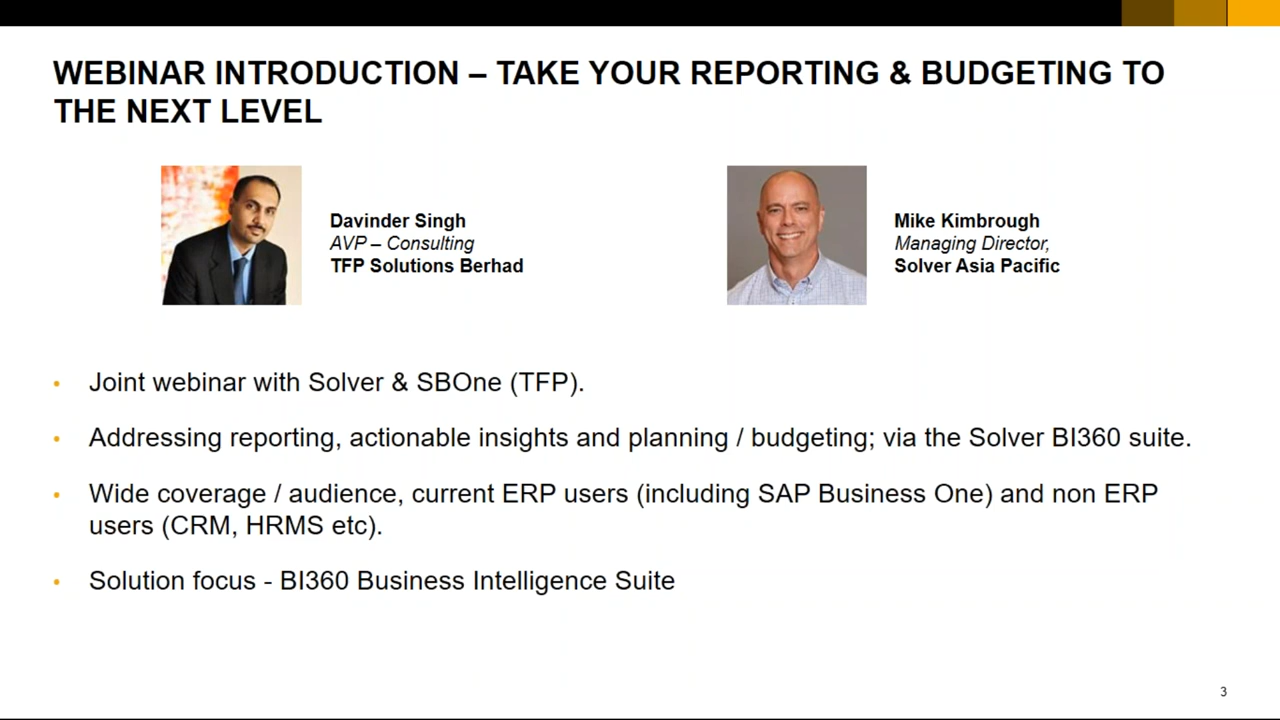 WEBINAR INTRODUCTION – TAKE YOUR REPORTING & BUDGETING TO
THE NEXT LEVEL
Davinder Singh
AVP – Consulting
TFP Solutions Berhad
Mike Kimbrough
Managing Director,
Solver Asia Pacific
• Joint webinar with Solver & SBOne (TFP).
• Addressing reporting, actionable insights and planning / budgeting; via the Solver BI360 suite.
• Wide coverage / audience, current ERP users (including SAP Business One) and non ERP
users (CRM, HRMS etc).
• Solution focus - BI360 Business Intelligence Suite
3